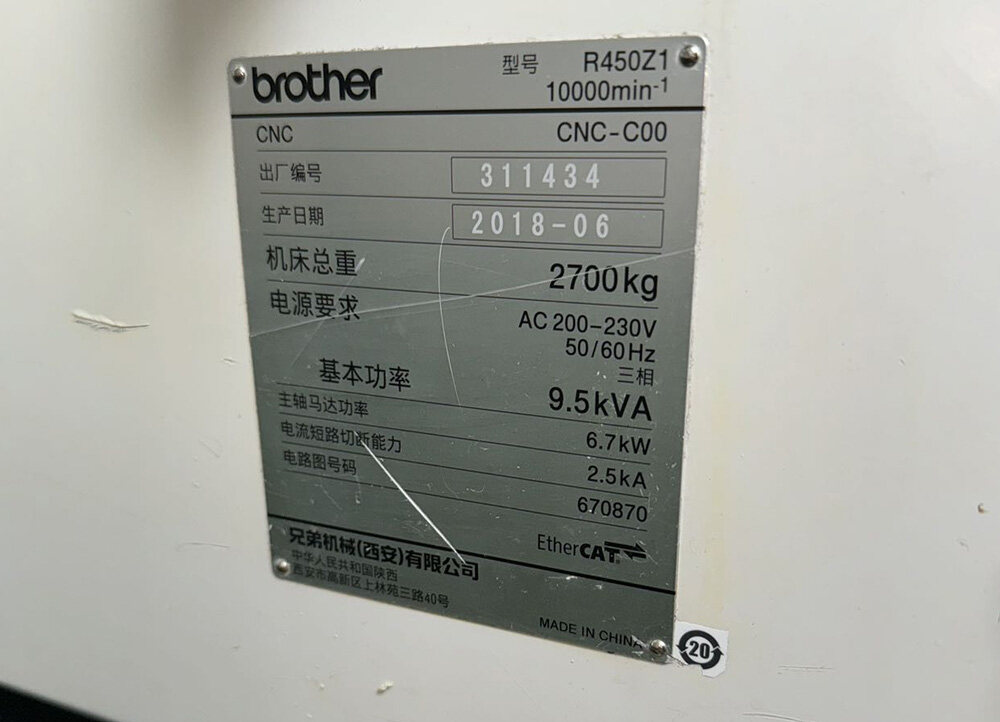 brother 型号 R450Z1
10000min-1
CNC CNC-C00
出厂编号 311434
生产日期 2018-06
机床总重 2700kg
电源要求 AC 200-230V
50/60Hz
三相
基本功率 9.5kVA
主轴马达功率 6.7kW
电流短路切断能力 2.5kA
电路图号码 670870
EtherCAT
兄弟机械(西安)有限公司
中华人民共和国陕西
西安市高新区上林苑三路40号
MADE IN CHINA
20